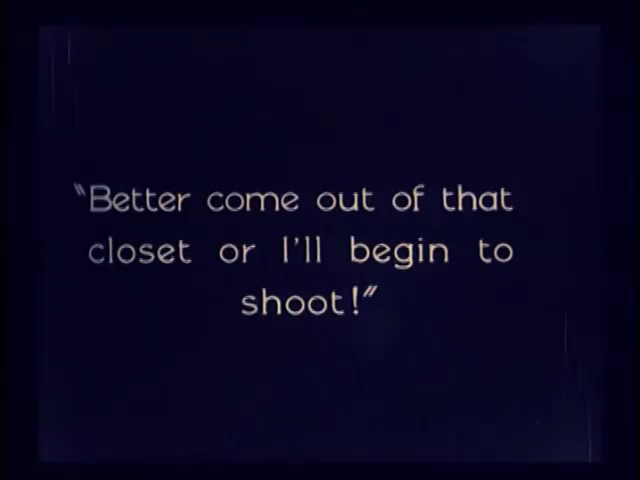 "Better come out of that
closet or I'll begin to
shoot!"